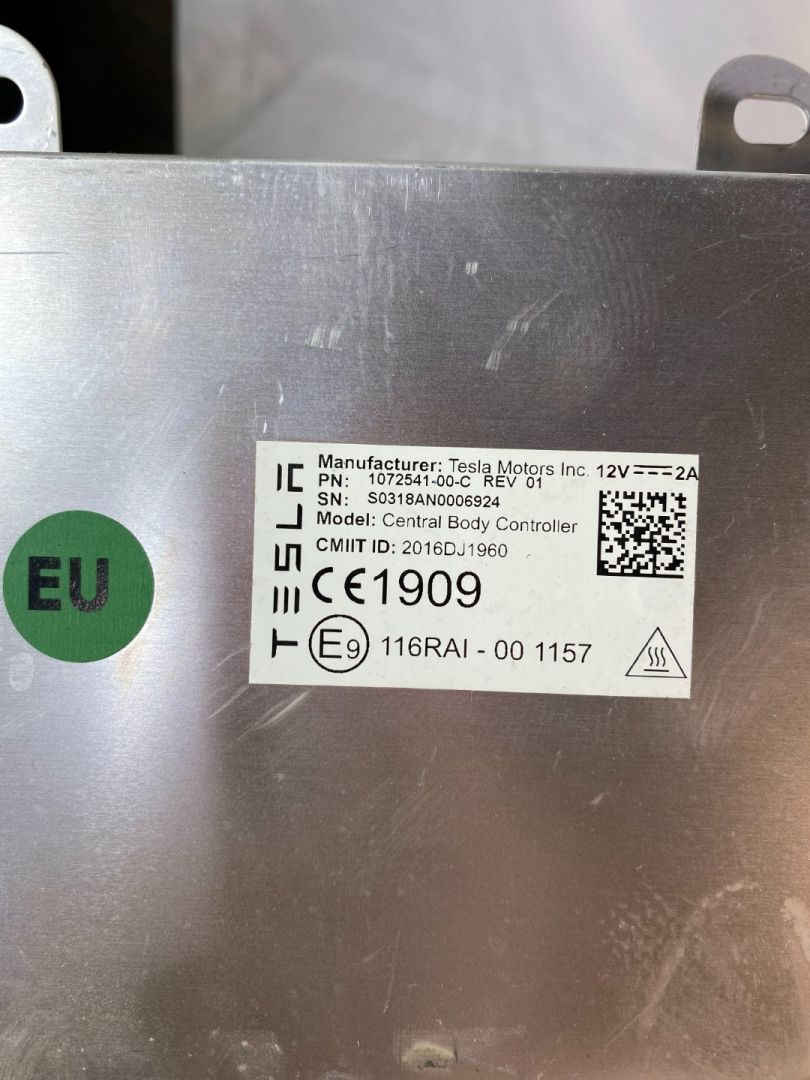 Manufacturer: Tesla Motors Inc. 12V 2A
PN: 1072541-00-C REV 01
SN: S0318AN0006924
Model: Central Body Controller
CMIIT ID: 2016DJ1960
CE1909
E9 116RAI - 00 1157
TESLA
EU